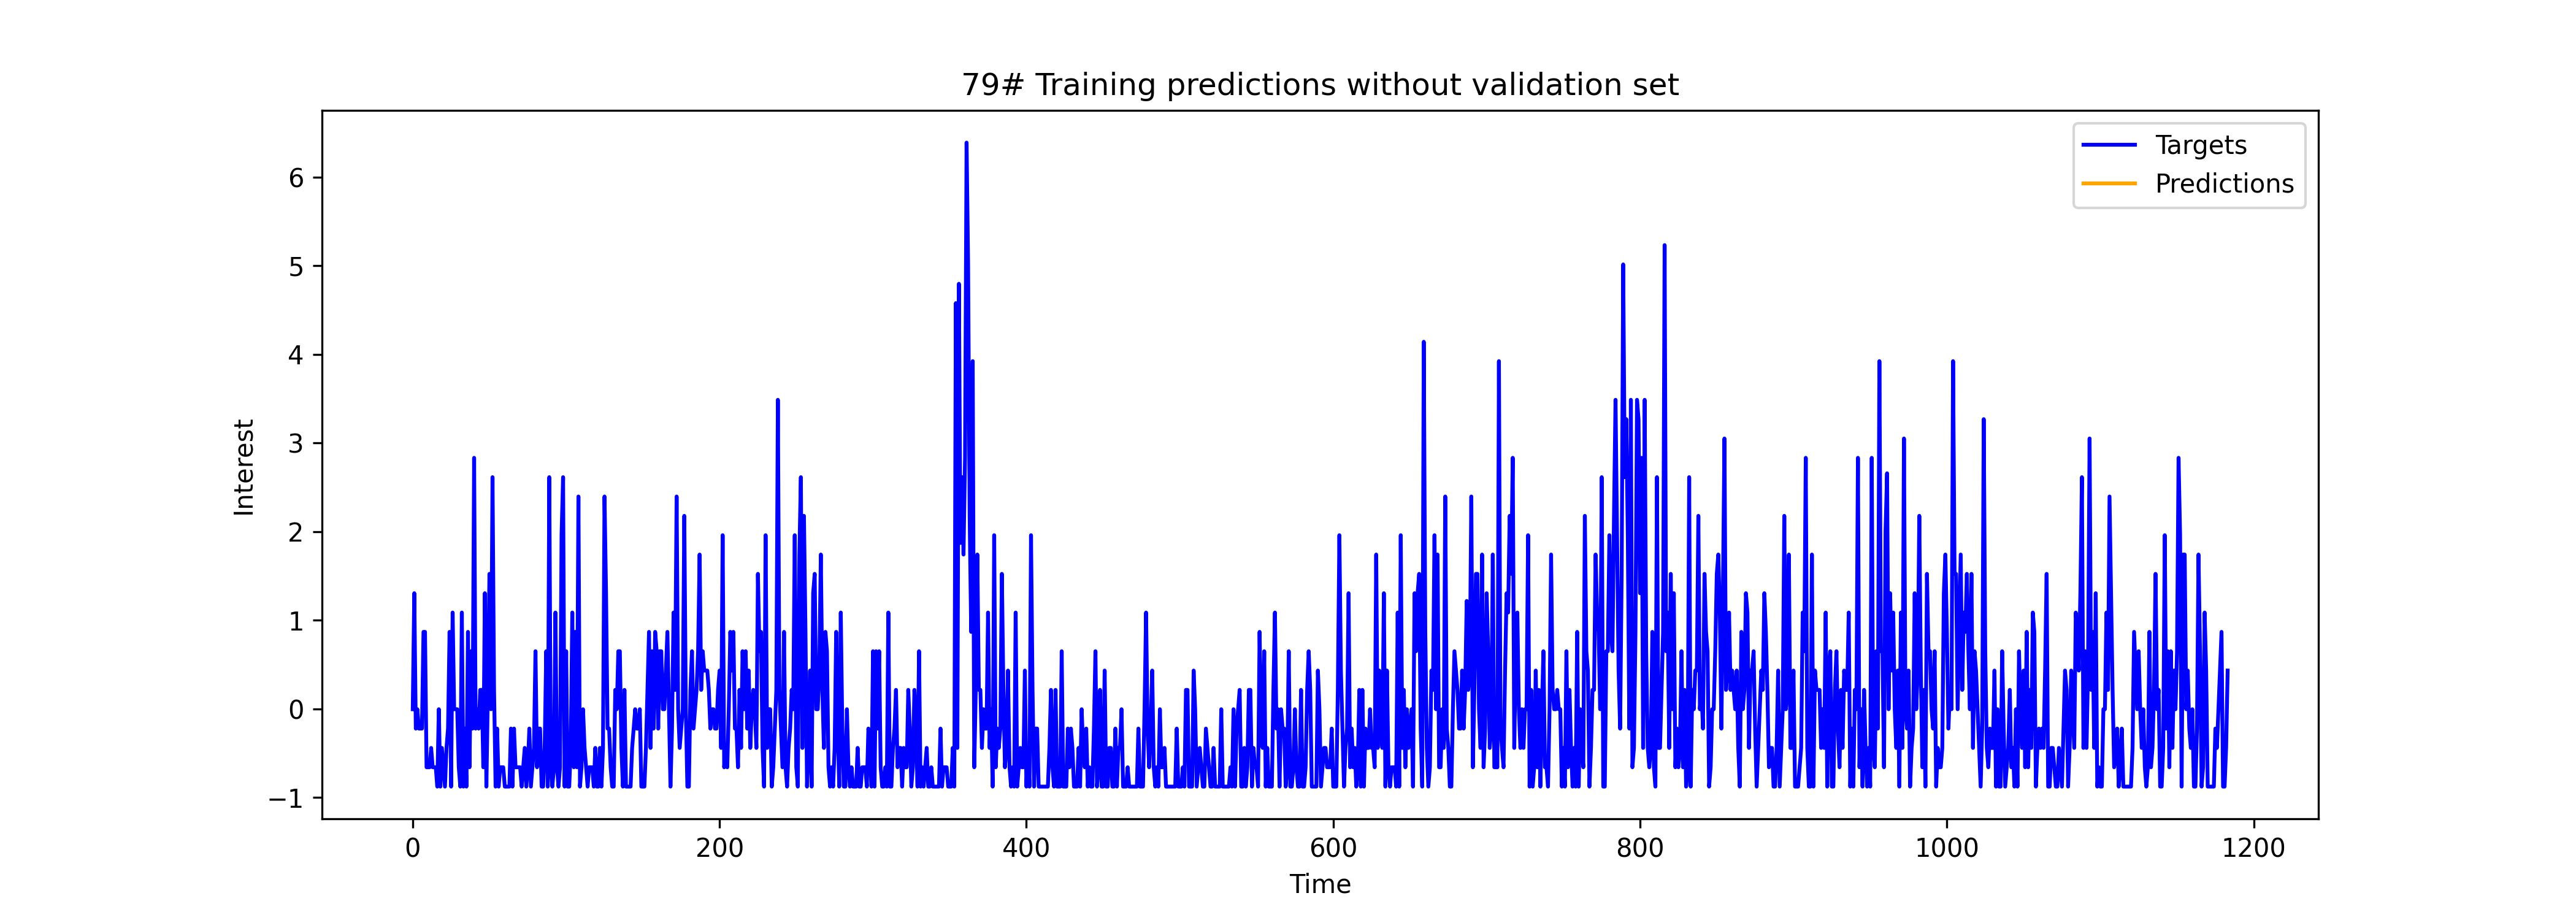 79# Training predictions without validation set
Targets
Predictions
Interest
6
5
4
3
2
1
0
−1
0 200 400 600 800 1000 1200
Time